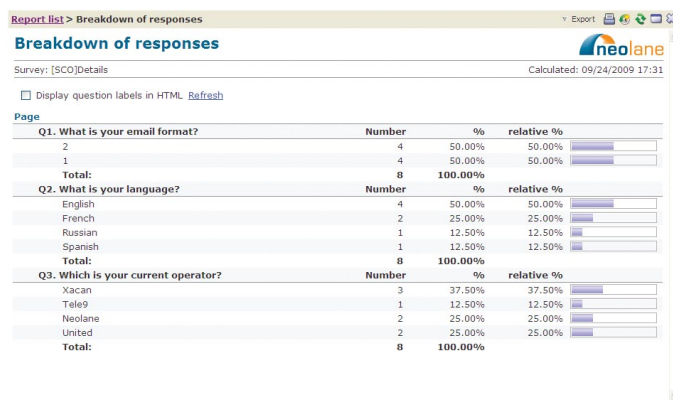 Report list > Breakdown of responses Export
Breakdown of responses neolane
Survey: [SCO]Details Calculated: 09/24/2009 17:31
Display question labels in HTML Refresh
Page
Q1. What is your email format? Number % relative %
2 4 50.00% 50.00%
1 4 50.00% 50.00%
Total: 8 100.00%
Q2. What is your language? Number % relative %
English 4 50.00% 50.00%
French 2 25.00% 25.00%
Russian 1 12.50% 12.50%
Spanish 1 12.50% 12.50%
Total: 8 100.00%
Q3. Which is your current operator? Number % relative %
Xacan 3 37.50% 37.50%
Tele9 1 12.50% 12.50%
Neolane 2 25.00% 25.00%
United 2 25.00% 25.00%
Total: 8 100.00%